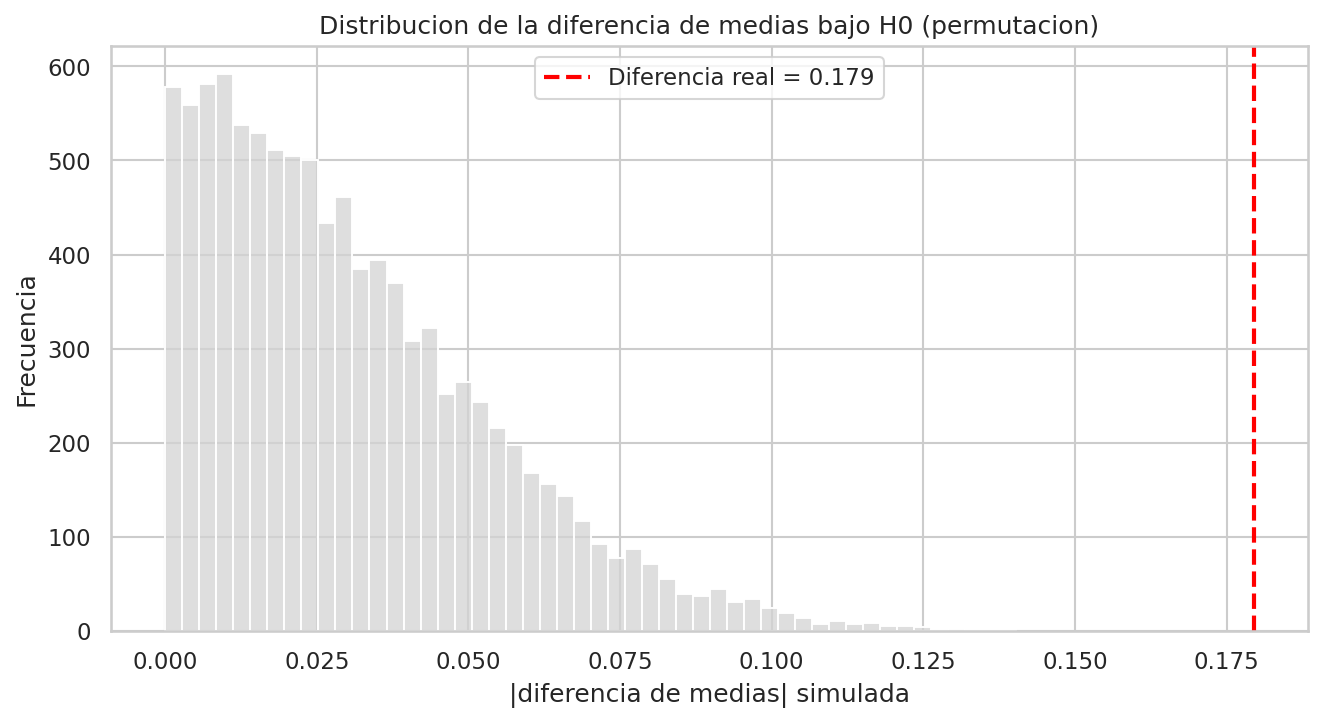 Distribucion de la diferencia de medias bajo H0 (permutacion)
Diferencia real = 0.179
Frecuencia
600
500
400
300
200
100
0
0.000 0.025 0.050 0.075 0.100 0.125 0.150 0.175
|diferencia de medias| simulada